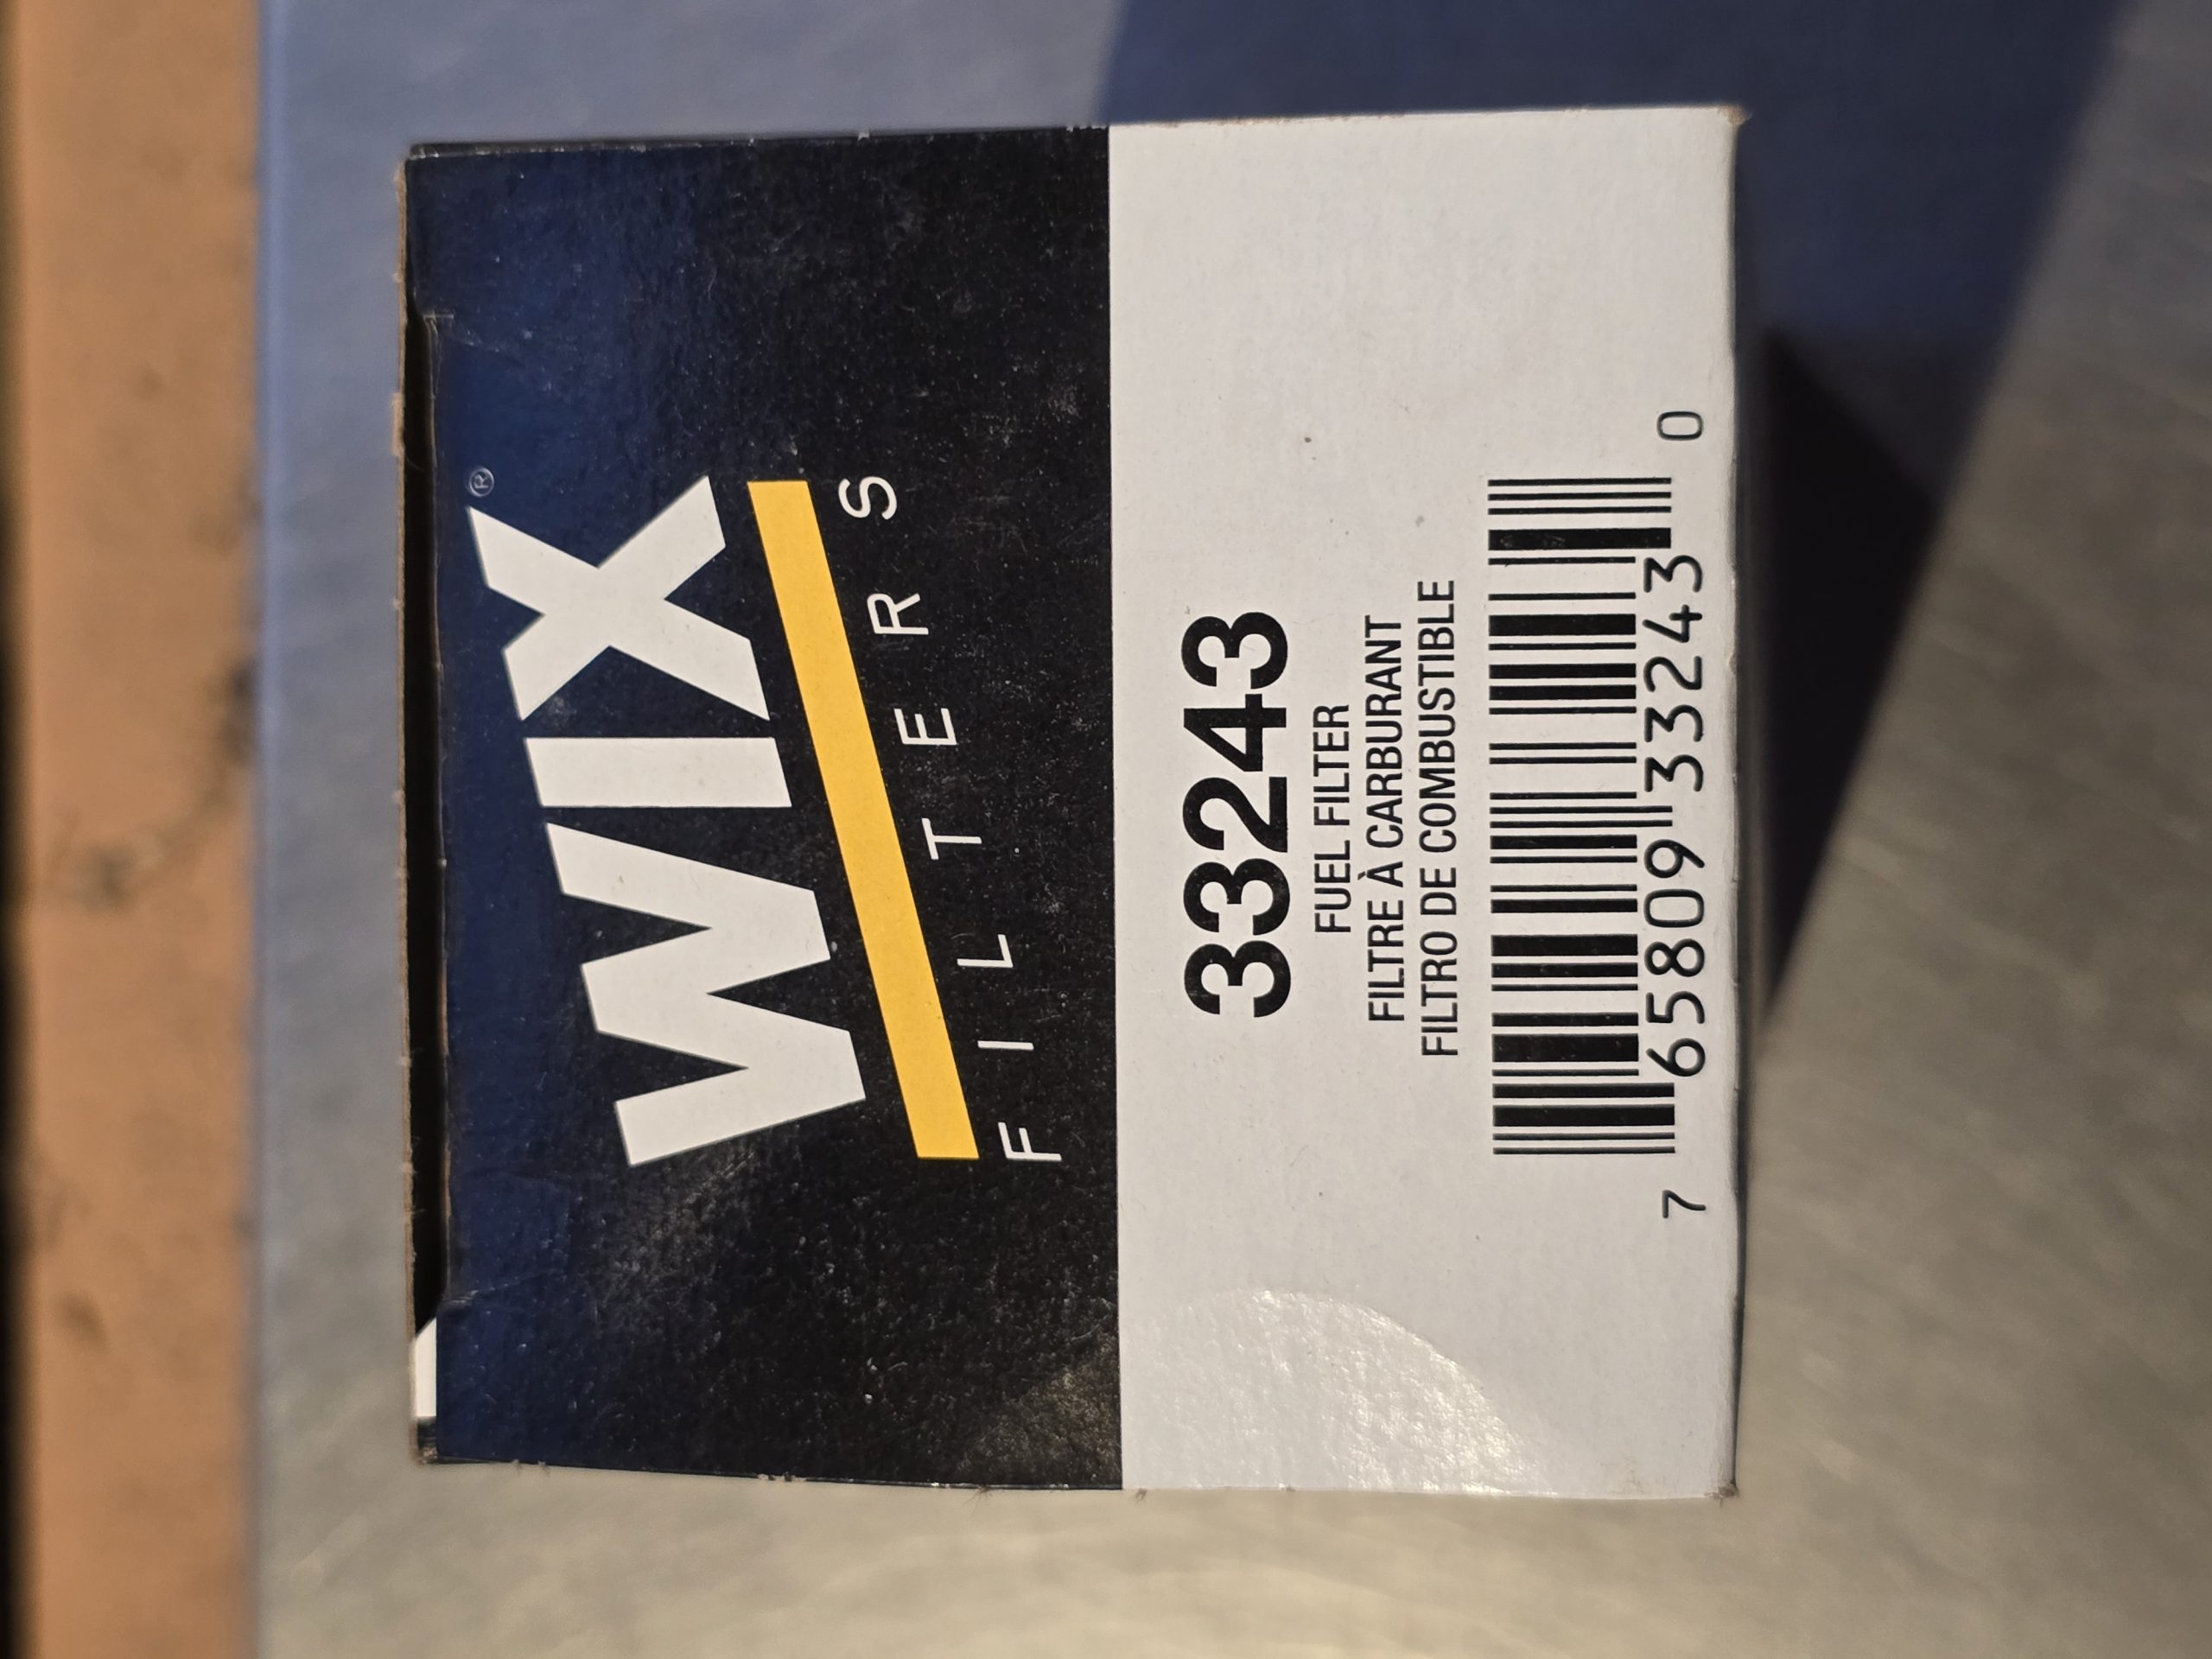 WIX®
FILTERS
33243
FUEL FILTER
FILTRE À CARBURANT
FILTRO DE COMBUSTIBLE
7 65809 33243 0